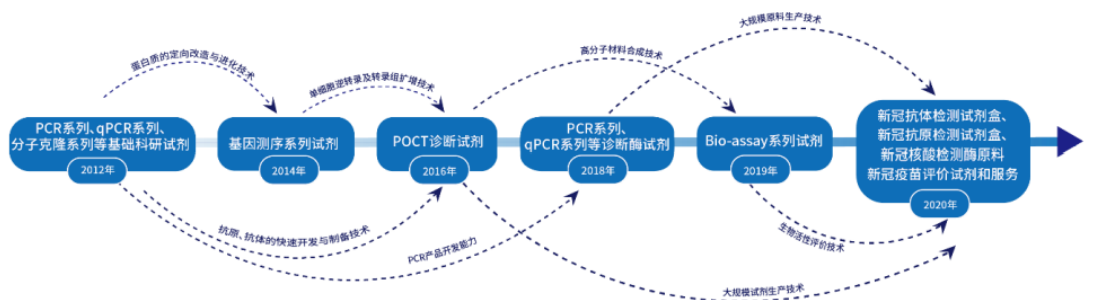 大规模原料生产技术
蛋白质的定向改造与进化技术
高分子材料合成技术
单细胞逆转录及转录组扩增技术
PCR系列、qPCR系列、
分子克隆系列等基础科研试剂
2012年
基因测序系列试剂
2014年
POCT诊断试剂
2016年
PCR系列、
qPCR系列等诊断酶试剂
2018年
Bio-assay系列试剂
2019年
新冠抗体检测试剂盒、
新冠抗原检测试剂盒、
新冠核酸检测酶原料
新冠疫苗评价试剂和服务
2020年
抗原、抗体的快速开发与制备技术
PCR产品开发能力
生物活性评价技术
大规模试剂生产技术